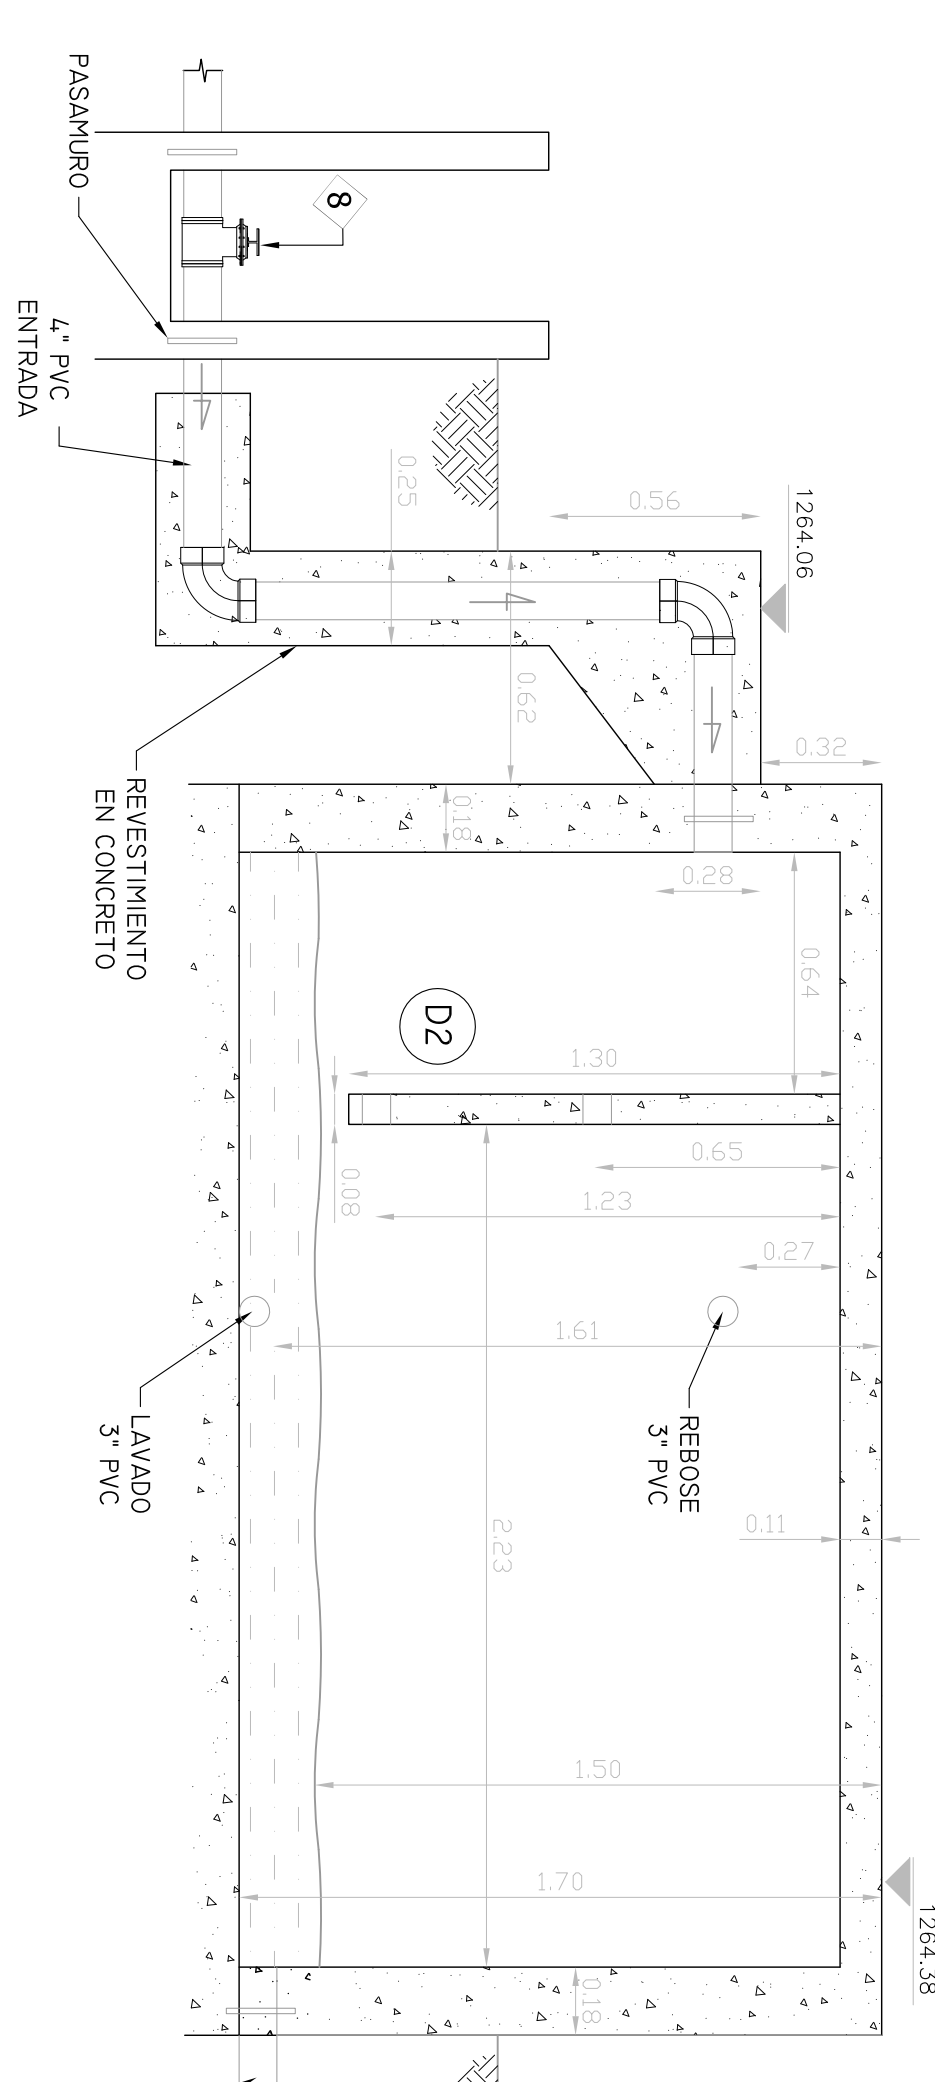 PASAMURO
8
4" PVC
ENTRADA
0.25
0.56
1264.06
0.62
0.32
REVESTIMIENTO
EN CONCRETO
0.18
0.28
0.64
D2
1.30
0.65
0.08
1.23
0.27
1.61
LAVADO
3" PVC
REBOSE
3" PVC
0.11
2.23
1.50
1.70
1264.38
0.18